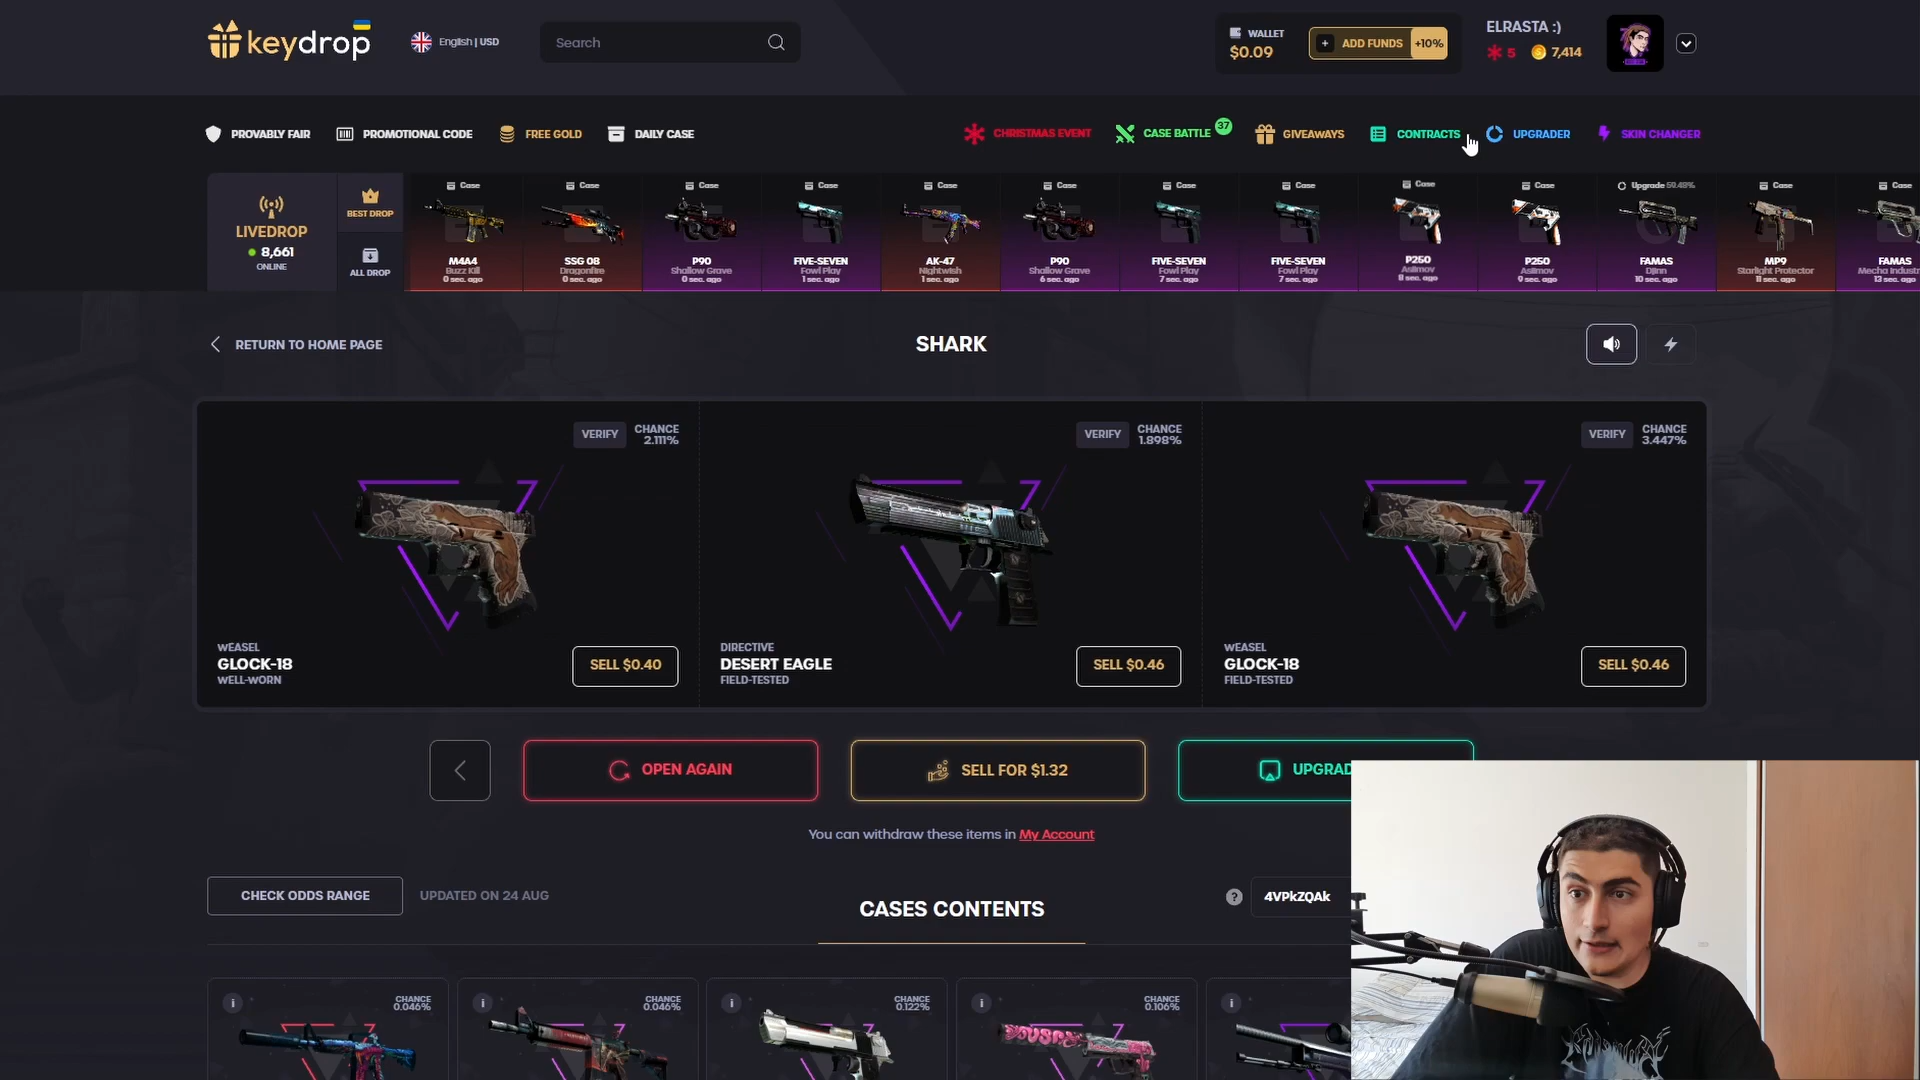 keydrop
English | USD
Search
WALLET
$0.09
+ ADD FUNDS +10%
ELRASTA :)
5 7,414
PROVABLY FAIR
PROMOTIONAL CODE
FREE GOLD
DAILY CASE
CHRISTMAS EVENT
CASE BATTLE 37
GIVEAWAYS
CONTRACTS
UPGRADER
SKIN CHANGER
LIVEDROP
8,661
ONLINE
BEST DROP
ALL DROP
Case
M4A4
Buzz Kill
0 sec. ago
Case
SSG 08
Dragonfire
0 sec. ago
Case
P90
Shallow Grave
0 sec. ago
Case
FIVE-SEVEN
Fowl Play
1 sec. ago
Case
AK-47
Nightwish
1 sec. ago
Case
P90
Shallow Grave
6 sec. ago
Case
FIVE-SEVEN
Fowl Play
7 sec. ago
Case
FIVE-SEVEN
Fowl Play
7 sec. ago
Case
P250
Asiimov
8 sec. ago
Case
P250
Asiimov
9 sec. ago
Upgrade 59.48%
FAMAS
Djinn
10 sec. ago
Case
MP9
Starlight Protector
11 sec. ago
Case
FAMAS
Mecha Industr
13 sec. ago
RETURN TO HOME PAGE
SHARK
VERIFY
CHANCE
2.111%
WEASEL
GLOCK-18
WELL-WORN
SELL $0.40
VERIFY
CHANCE
1.898%
DIRECTIVE
DESERT EAGLE
FIELD-TESTED
SELL $0.46
VERIFY
CHANCE
3.447%
WEASEL
GLOCK-18
FIELD-TESTED
SELL $0.46
OPEN AGAIN
SELL FOR $1.32
UPGRAD
You can withdraw these items in My Account
CHECK ODDS RANGE
UPDATED ON 24 AUG
CASES CONTENTS
? 4VPkZQAk
i CHANCE
0.046%
i CHANCE
0.046%
i CHANCE
0.122%
i CHANCE
0.106%
i